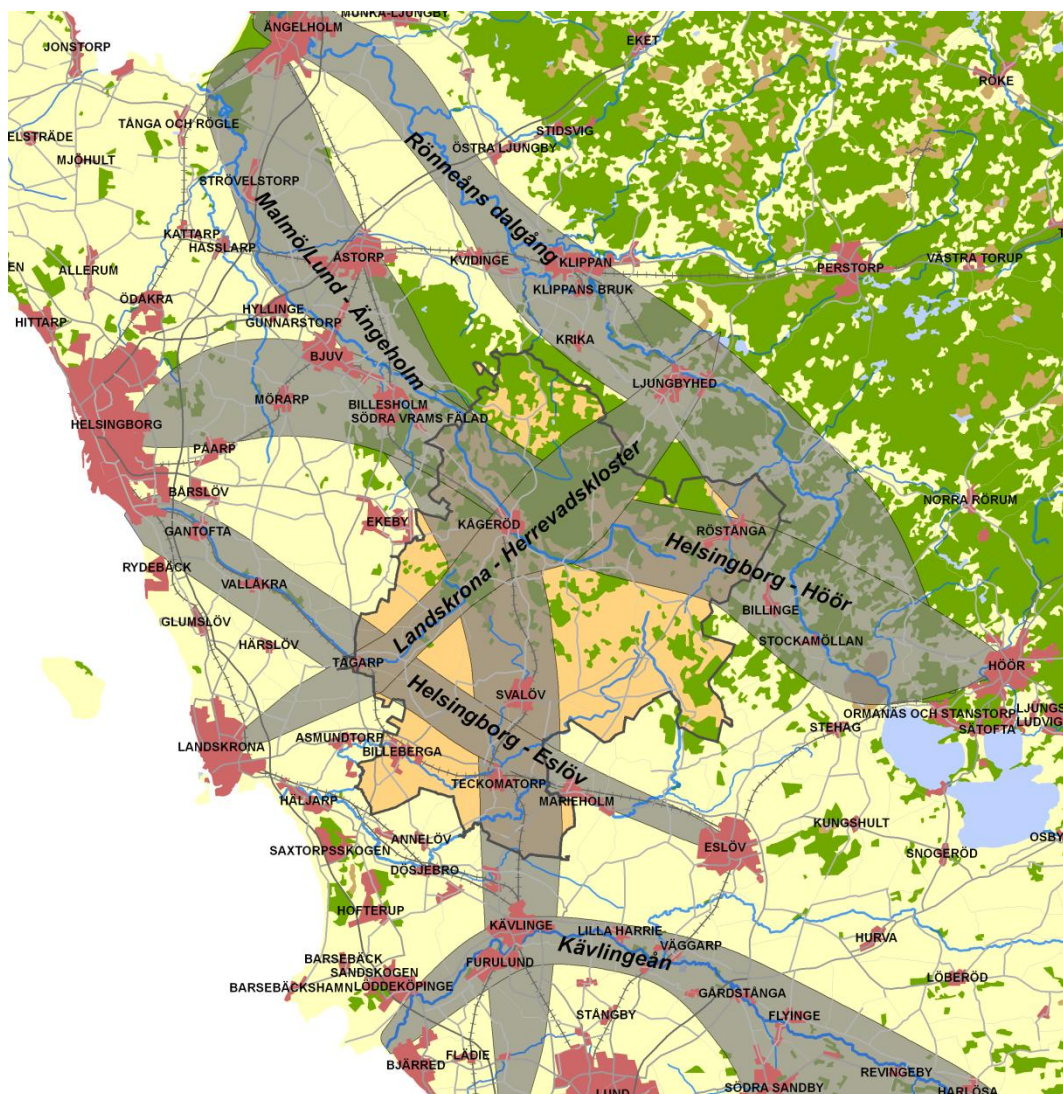 MUNKA-LJUNGBY
ÄNGELHOLM
JONSTORP
EKET
RÖKE
TÅNGA OCH RÖGLE
STIDSVIG
ELSTRÄDE
ÖSTRA LJUNGBY
MJÖHULT
Rönneåns dalgång
STRÖVELSTORP
Malmö/Lund - Ängeholm
KATTARP
HASSLARP
ÅSTORP
KVIDINGE
KLIPPAN
PERSTORP
VÄSTRA TORUP
T
EN
ALLERUM
KLIPPANS BRUK
ÖDÅKRA
HITTARP
HYLLINGE
GUNNARSTORP
KRIKA
BJUV
LJUNGBYHED
MÖRARP
BILLESHOLM
SÖDRA VRAMS FÄLAD
HELSINGBORG
PÅARP
BÅRSLÖV
NORRA RÖRUM
GANTOFTA
EKEBY
KÅGERÖD
RÖSTÅNGA
Landskrona - Herrevadskloster
Helsingborg - Höör
RYDEBÄCK
VALLÅKRA
BILLINGE
GLUMSLÖV
HÄRSLÖV
STOCKAMÖLLAN
TÅGARP
HÖÖR
Helsingborg - Eslöv
SVALÖV
ORMANÄS OCH STANSTORP
LJUNGS
LUDVIG
SÄTOFTA
STEHAG
LANDSKRONA
ASMUNDTORP
BILLEBERGA
TECKOMATORP
MARIEHOLM
HÄLJARP
KUNGSHULT
ANNELÖV
SAXTORPSSKOGEN
ESLÖV
OSBY
SNOGERÖD
DÖSJEBRO
HOFTERUP
KÄVLINGE
LILLA HARRIE
VÄGGARP
HURVA
Kävlingeån
BARSEBÄCK
SANDSKOGEN
FURULUND
BARSEBÄCKSHAMN
LÖDDEKÖPINGE
LÖBERÖD
GÅRDSTÅNGA
STÅNGBY
FLYINGE
FLÄDIE
BJÄRRED
REVINGEBY
LUND
SÖDRA SANDBY
HARLÖSA